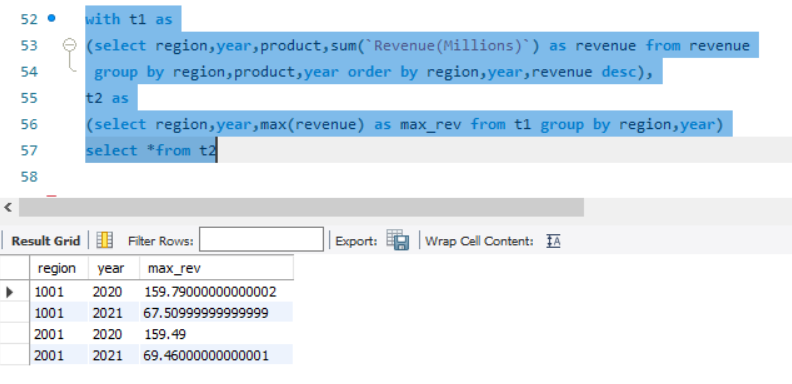 52 with t1 as
53 (select region,year,product,sum(`Revenue(Millions)`) as revenue from revenue
54 group by region,product,year order by region,year,revenue desc),
55 t2 as
56 (select region,year,max(revenue) as max_rev from t1 group by region,year)
57 select *from t2
58
Result Grid Filter Rows: Export: Wrap Cell Content:
region year max_rev
1001 2020 159.79000000000002
1001 2021 67.50999999999999
2001 2020 159.49
2001 2021 69.46000000000001